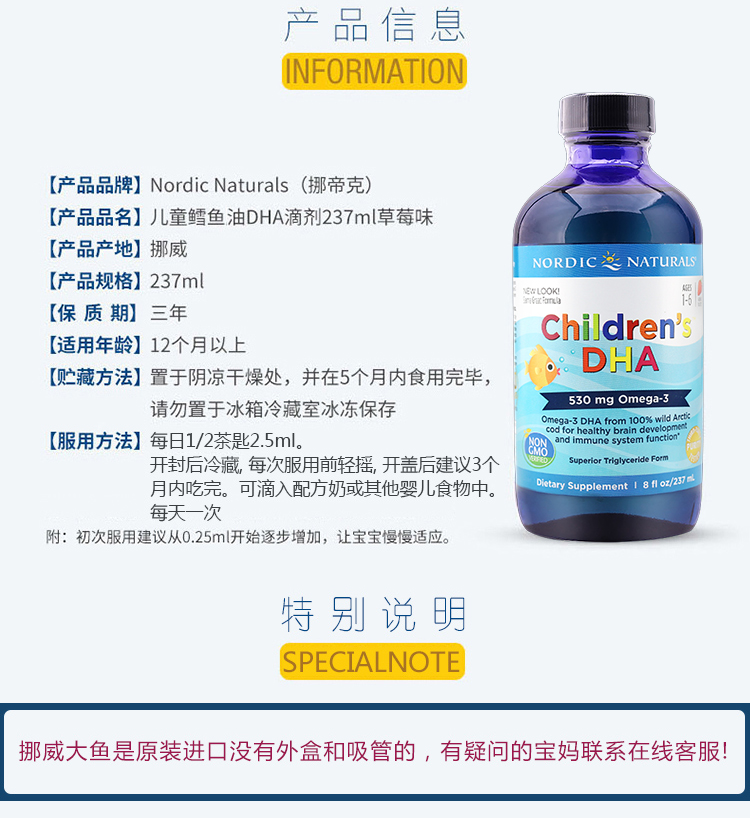 产品信息
INFORMATION
【产品品牌】Nordic Naturals（挪帝克）
【产品品名】儿童鳕鱼油DHA滴剂237ml草莓味
【产品产地】挪威
【产品规格】237ml
【保 质 期】三年
【适用年龄】12个月以上
【贮藏方法】置于阴凉干燥处，并在5个月内食用完毕，
请勿置于冰箱冷藏室冰冻保存
【服用方法】每日1/2茶匙2.5ml。
开封后冷藏, 每次服用前轻摇, 开盖后建议3个
月内吃完。可滴入配方奶或其他婴儿食物中。
每天一次
附：初次服用建议从0.25ml开始逐步增加，让宝宝慢慢适应。
NORDIC NATURALS
NEW LOOK!
Same Great Formula
AGES
1-6
Children's
DHA
530 mg Omega-3
Omega-3 DHA from 100% wild Arctic
cod for healthy brain development
and immune system function*
NON
GMO
VERIFIED
Superior Triglyceride Form
Dietary Supplement | 8 fl oz/237 mL
特别说明
SPECIALNOTE
挪威大鱼是原装进口没有外盒和吸管的，有疑问的宝妈联系在线客服!